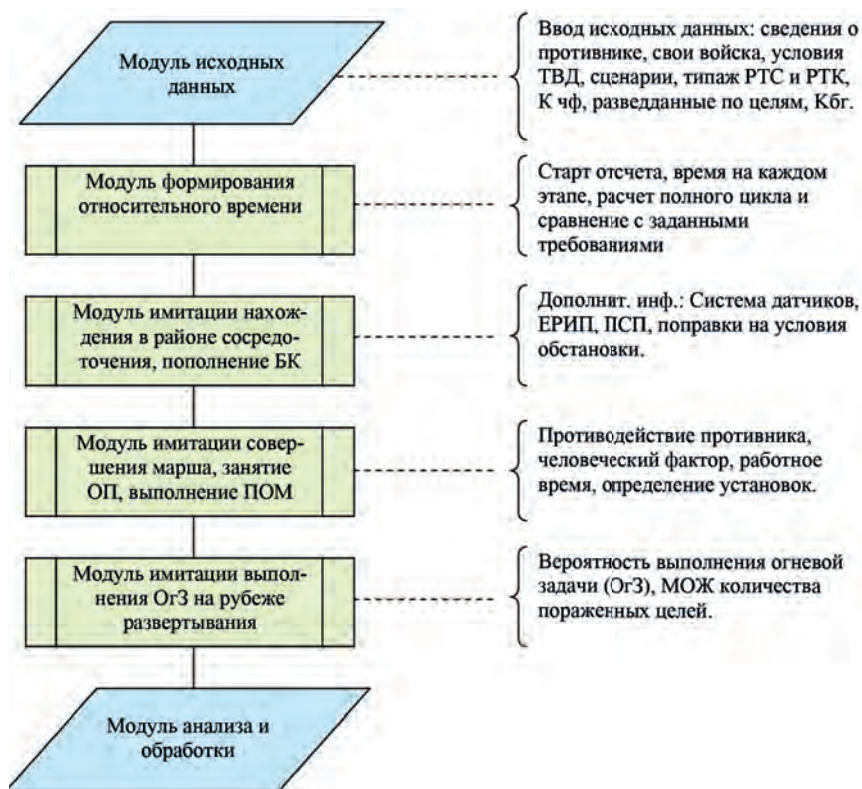 Модуль исходных
данных
Ввод исходных данных: сведения о
противнике, свои войска, условия
ТВД, сценарии, типаж РТС и РТК,
К чф, разведданные по целям, Кбг.
Модуль формирования
относительного времени
Старт отсчета, время на каждом
этапе, расчет полного цикла и
сравнение с заданными
требованиями
Модуль имитации нахож-
дения в районе сосредо-
точения, пополнение БК
Дополнит. инф.: Система датчиков,
ЕРИП, ПСП, поправки на условия
обстановки.
Модуль имитации совер-
шения марша, занятие
ОП, выполнение ПОМ
Противодействие противника,
человеческий фактор, работное
время, определение установок.
Модуль имитации выпол-
нения ОгЗ на рубеже
развертывания
Вероятность выполнения огневой
задачи (ОгЗ), МОЖ количества
пораженных целей.
Модуль анализа и
обработки